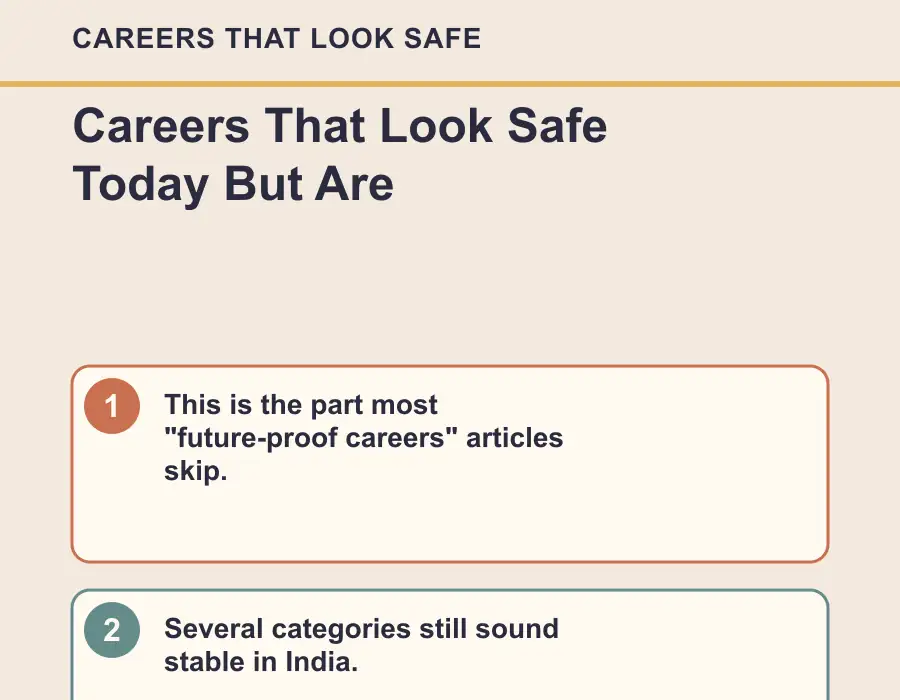 CAREERS THAT LOOK SAFE
Careers That Look Safe
Today But Are
1
This is the part most
"future-proof careers" articles
skip.
2
Several categories still sound
stable in India.